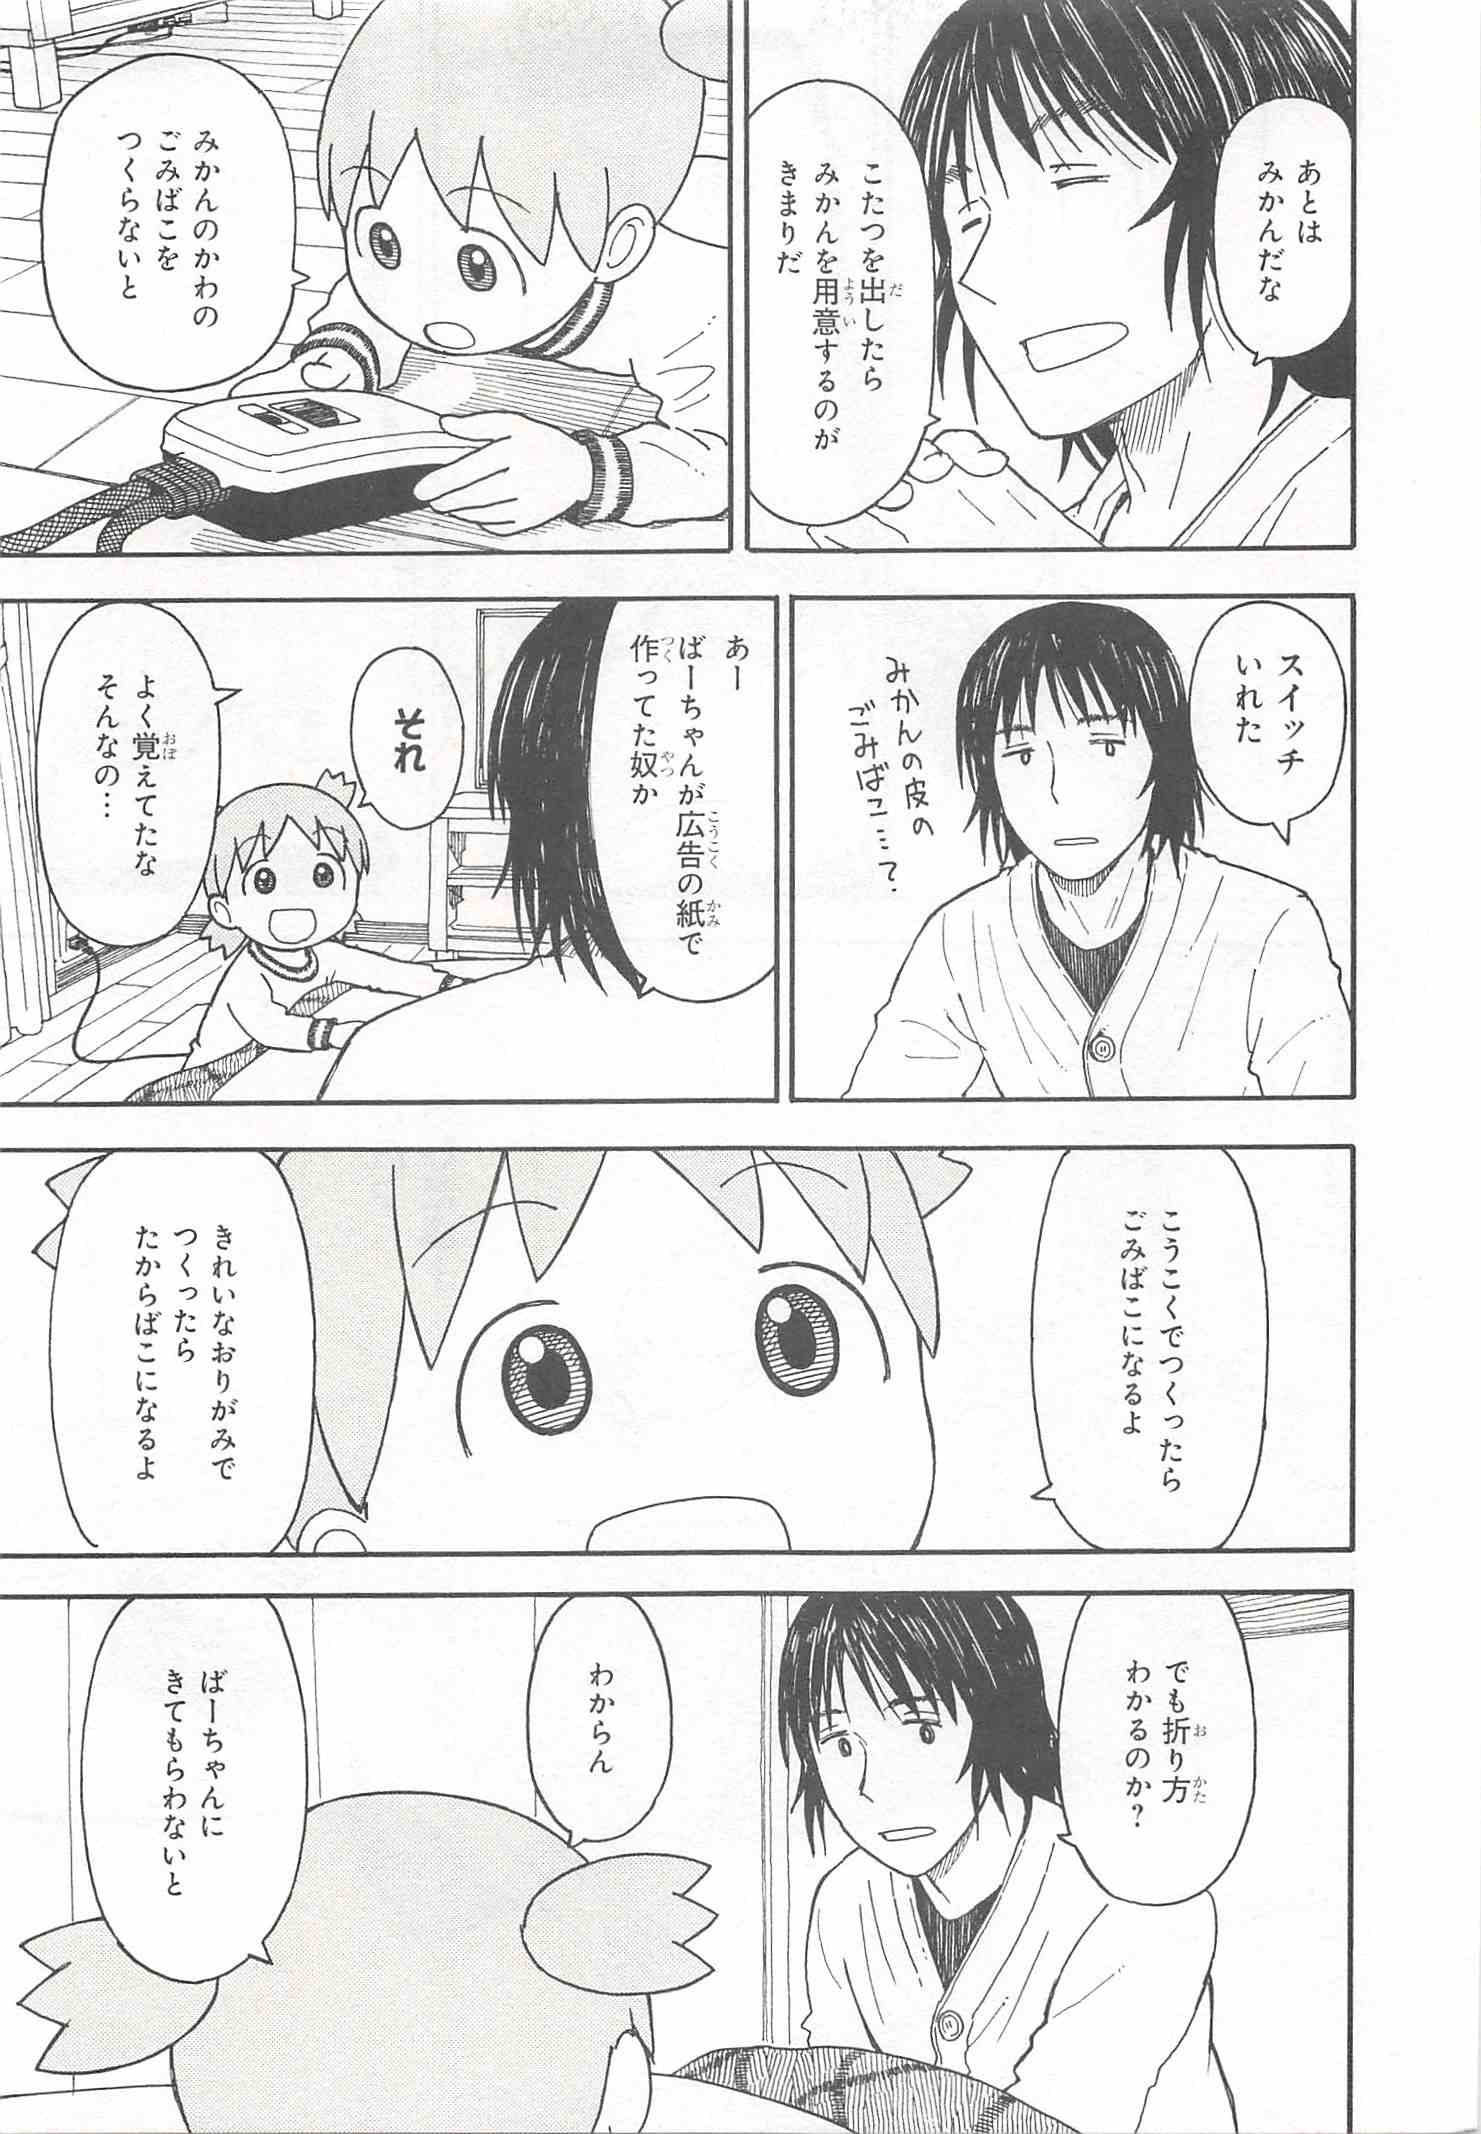 あとは
みかんだな
こたつを出したら
みかんを用意するのが
きまりだ
みかんのかわの
ごみばこを
つくらないと
スイッチ
いれた
みかんの皮の
ごみばこ…?
あー
ばーちゃんが広告の紙で
作ってた奴か
それ
よく覚えてたな
そんなの…
こうこくでつくったら
ごみばこになるよ
きれいなおりがみで
つくったら
たからばこになるよ
でも折り方
わかるのか?
わからん
ばーちゃんに
きてもらわないと